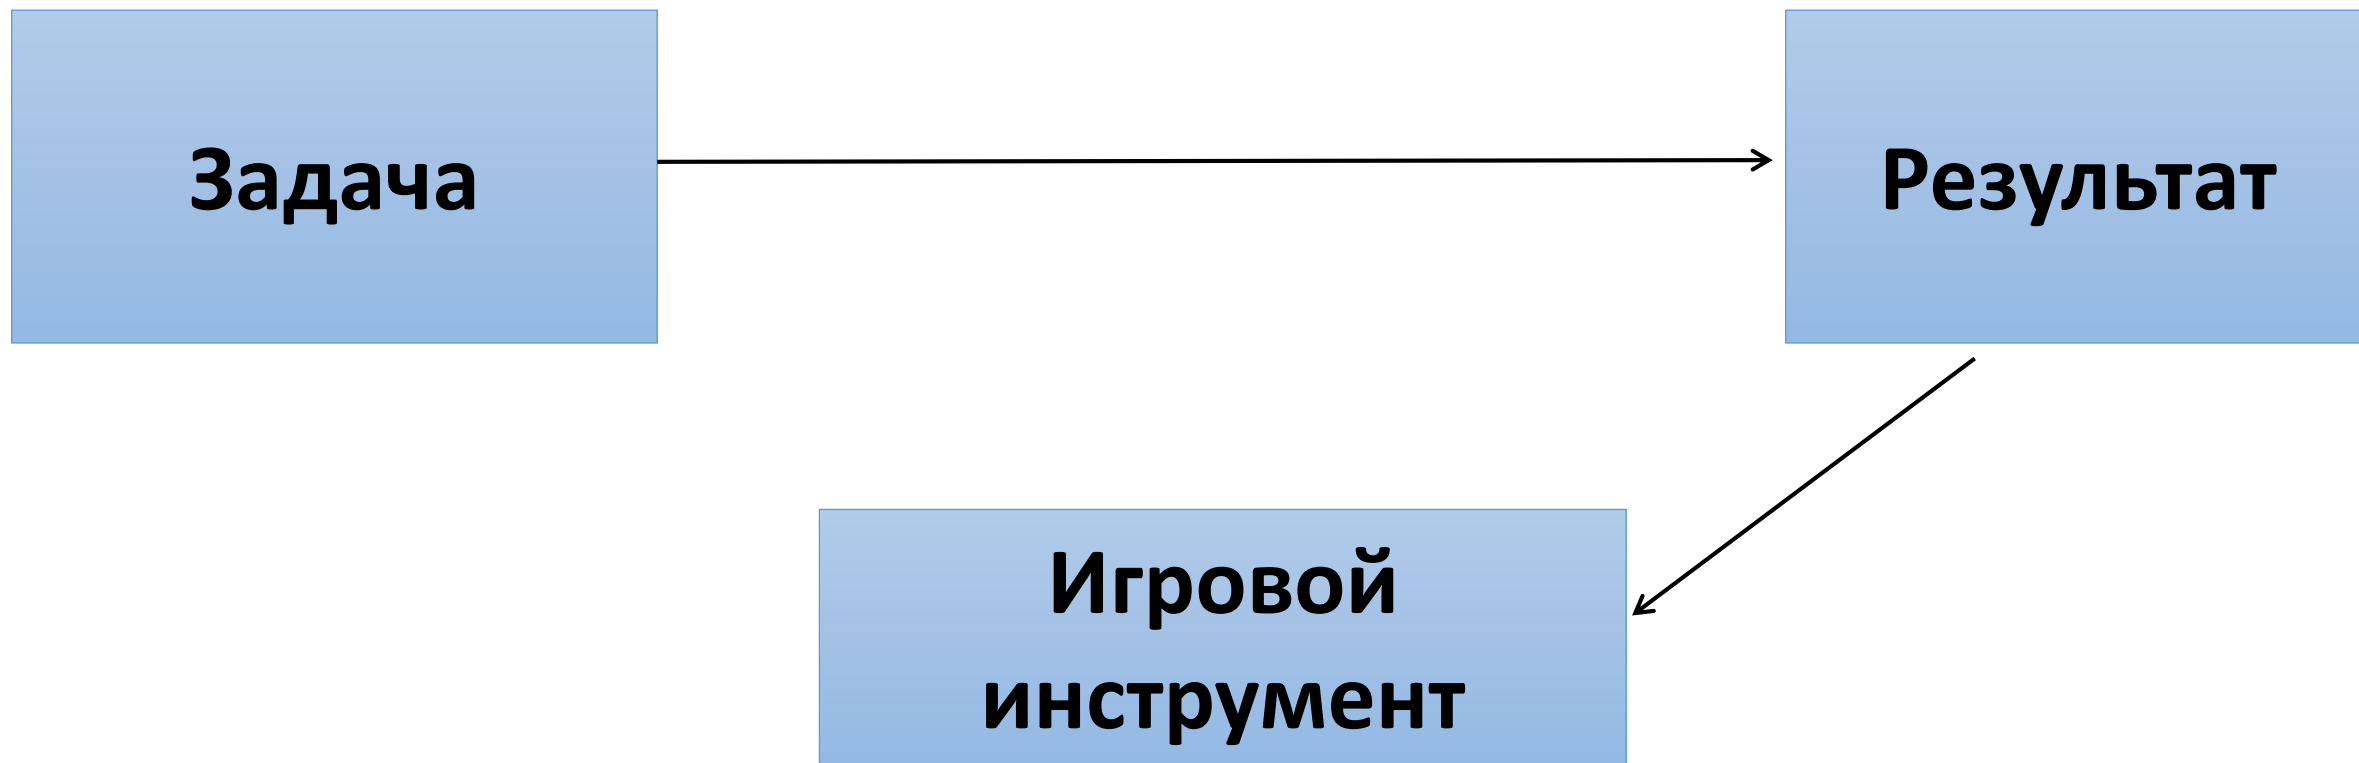 Задача
Результат
Игровой
инструмент